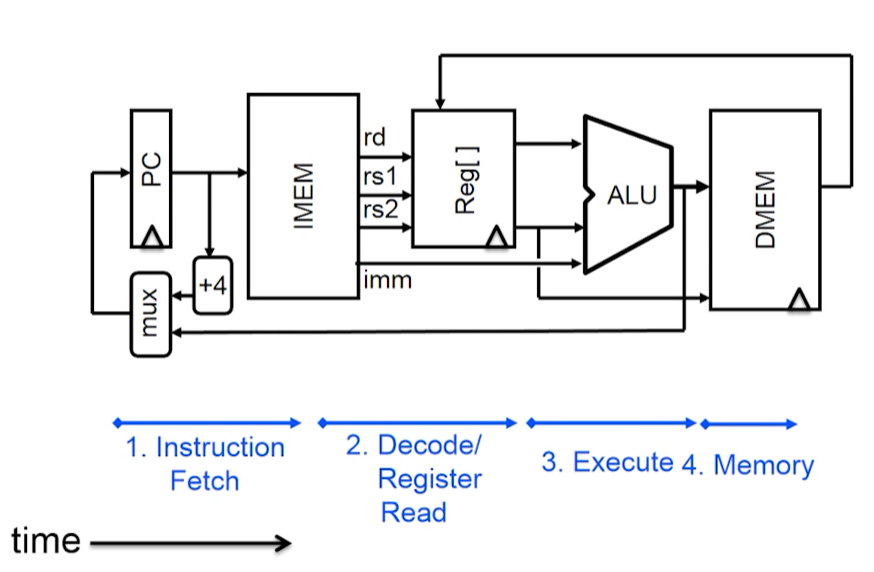 PC
IMEM
rd
rs1
rs2
imm
Reg[]
ALU
DMEM
+4
mux
1. Instruction
Fetch
2. Decode/
Register
Read
3. Execute
4. Memory
time